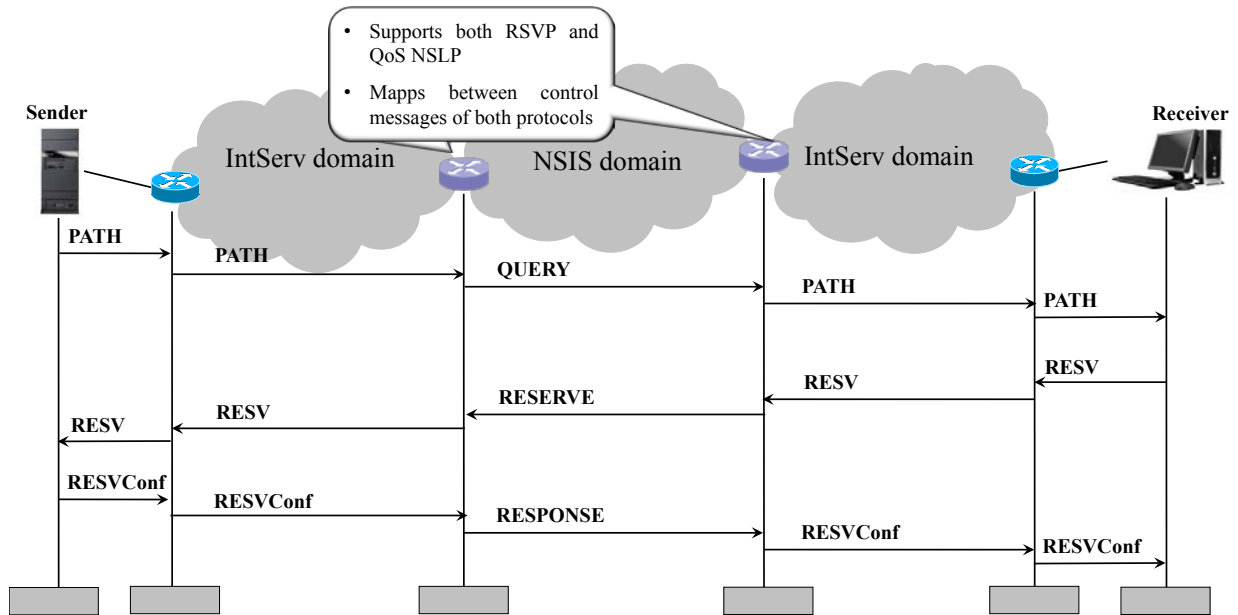 • Supports both RSVP and
QoS NSLP
• Mapps between control
messages of both protocols
Sender
Receiver
IntServ domain
NSIS domain
IntServ domain
PATH
PATH
QUERY
PATH
PATH
RESV
RESV
RESERVE
RESV
RESV
RESVConf
RESVConf
RESPONSE
RESVConf
RESVConf